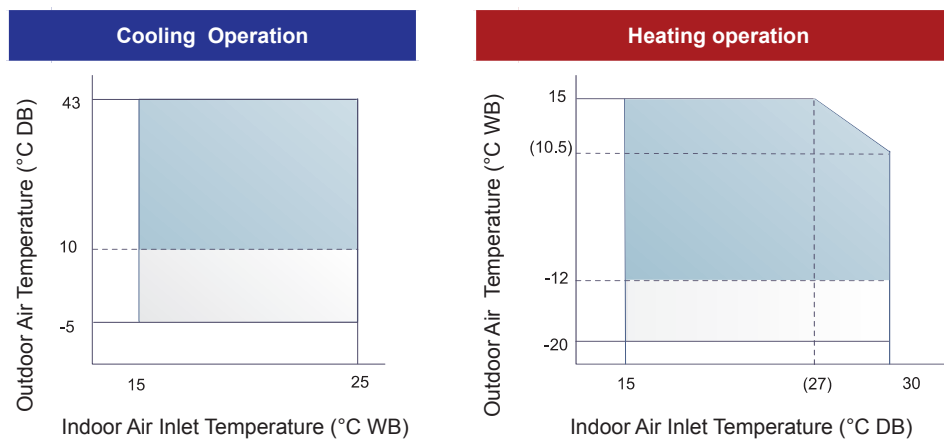 Cooling Operation
Outdoor Air Temperature (°C DB)
43
10
-5
15
25
Indoor Air Inlet Temperature (°C WB)
Heating operation
Outdoor Air Temperature (°C WB)
15
(10.5)
-12
-20
15
(27)
30
Indoor Air Inlet Temperature (°C DB)